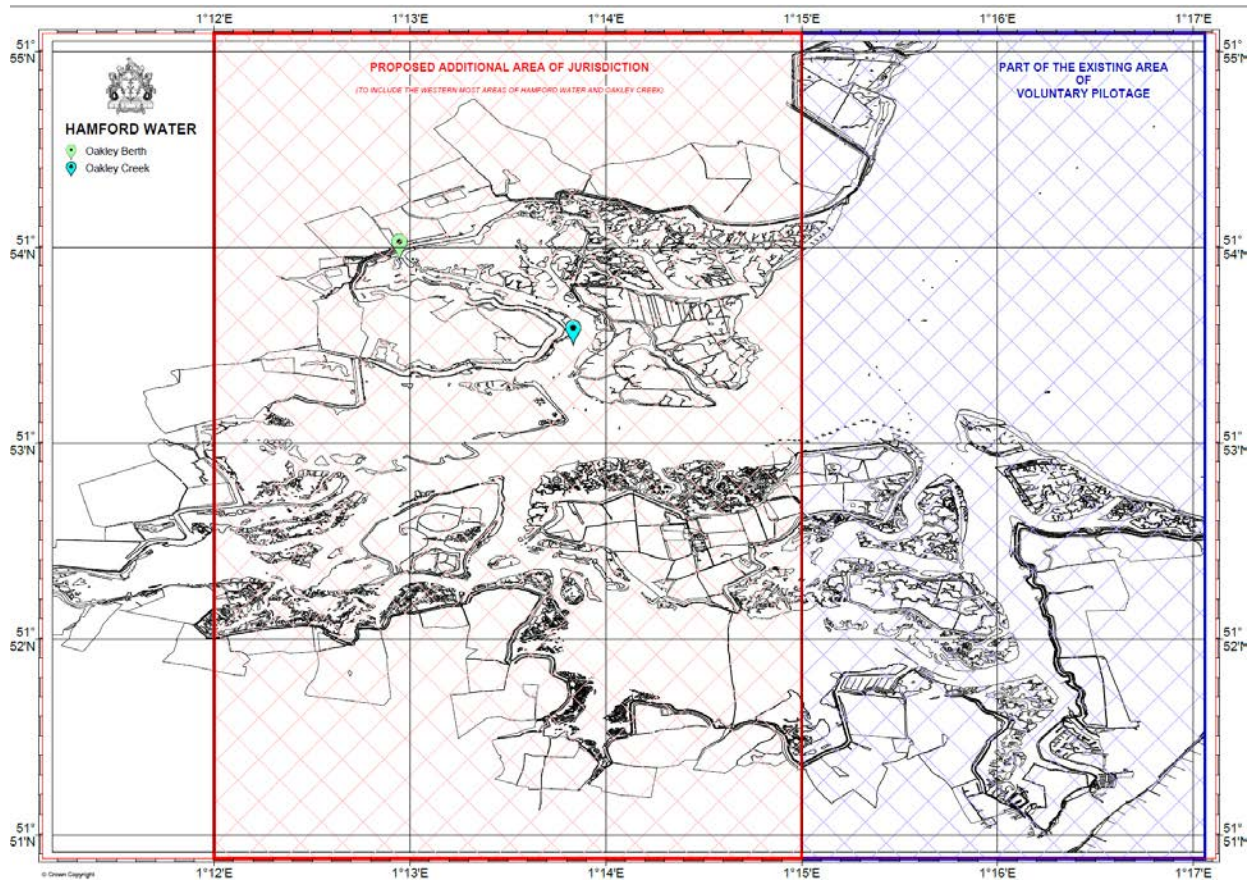 1°12'E 1°13'E 1°14'E 1°15'E 1°16'E 1°17'E
51° 55'N
51° 55'N
PROPOSED ADDITIONAL AREA OF JURISDICTION
(TO INCLUDE THE WESTERN MOST AREAS OF HAMFORD WATER AND OAKLEY CREEK)
PART OF THE EXISTING AREA
OF
VOLUNTARY PILOTAGE
HAMFORD WATER
Oakley Berth
Oakley Creek
51° 54'N
51° 54'N
51° 53'N
51° 53'N
51° 52'N
51° 52'N
51° 51'N
51° 51'N
© Crown Copyright
1°12'E 1°13'E 1°14'E 1°15'E 1°16'E 1°17'E